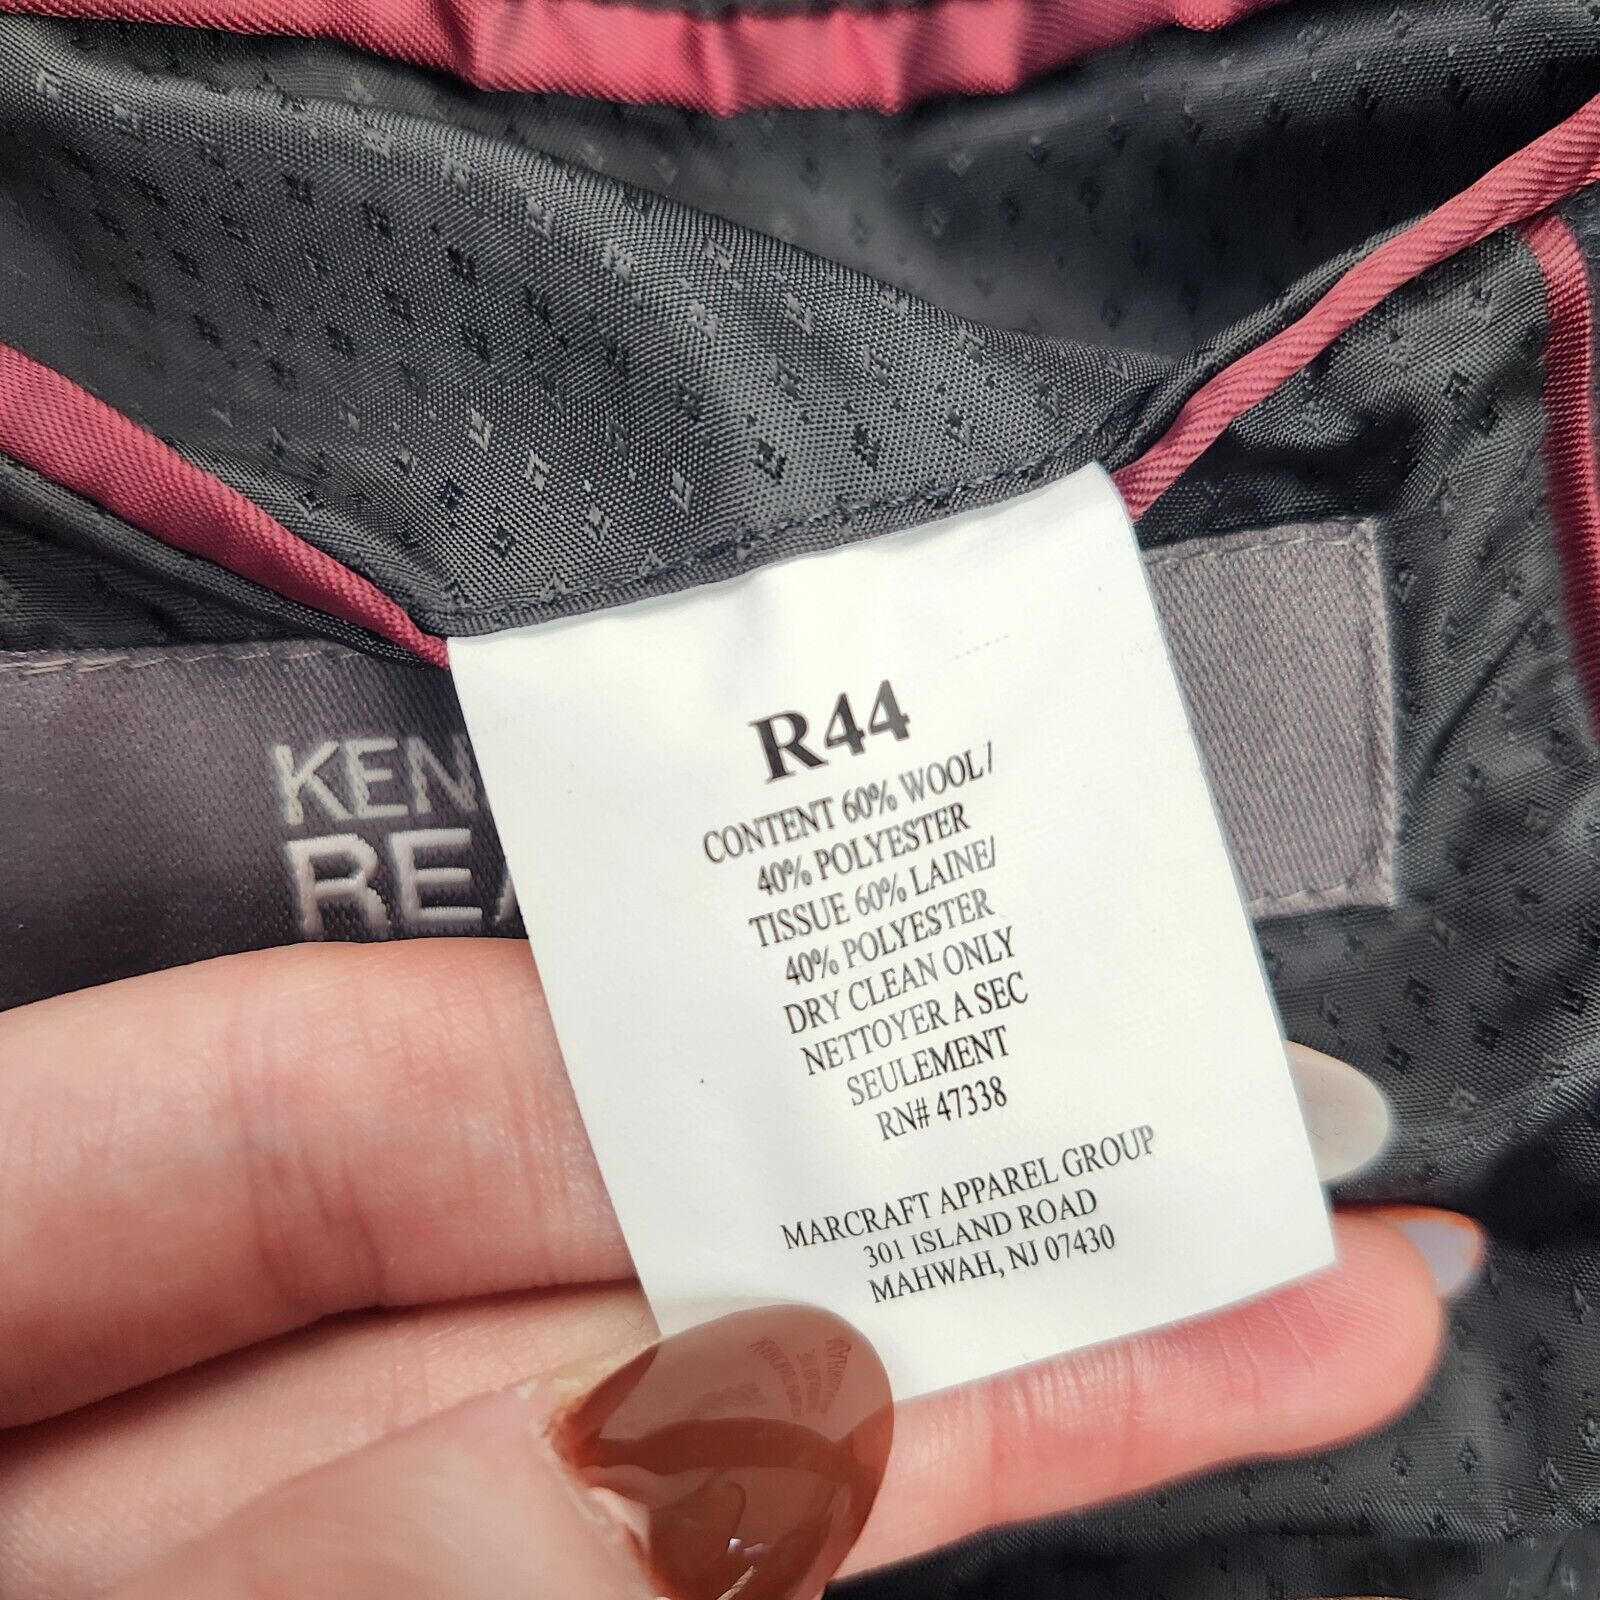 KEN
RE
R44
CONTENT 60% WOOL/
40% POLYESTER
TISSUE 60% LAINE/
40% POLYESTER
DRY CLEAN ONLY
NETTOYER A SEC
SEULEMENT
RN# 47338
MARCRAFT APPAREL GROUP
301 ISLAND ROAD
MAHWAH, NJ 07430